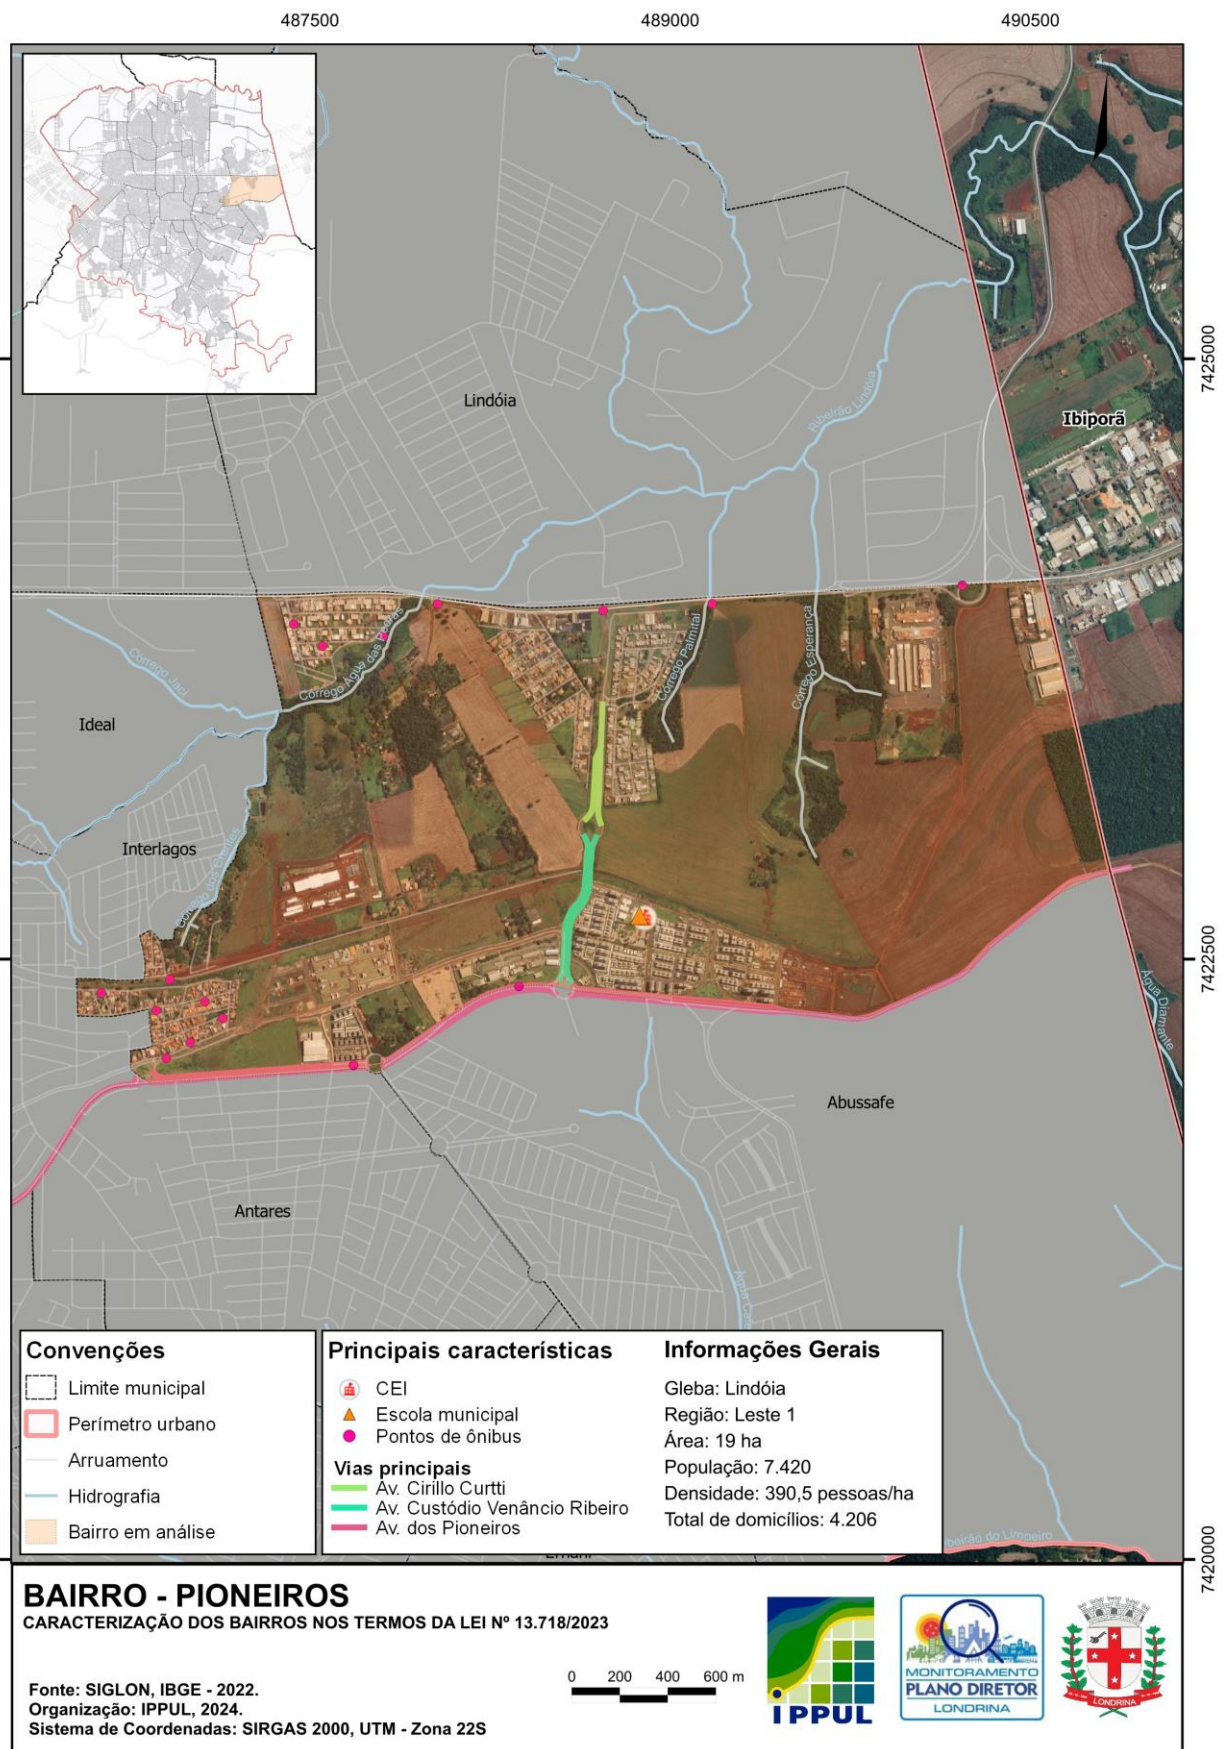 487500
489000
490500
7425000
Lindóia
Ribeirão Lindóia
Ibiporã
Córrego Água das Pedras
Córrego Palmital
Córrego Esperança
Córrego Jaci
Ideal
Interlagos
7422500
Água Diamante
Abussafe
Antares
Convenções
Limite municipal
Perímetro urbano
Arruamento
Hidrografia
Bairro em análise
Principais características
CEI
Escola municipal
Pontos de ônibus
Vias principais
Av. Cirillo Curtti
Av. Custódio Venâncio Ribeiro
Av. dos Pioneiros
Informações Gerais
Gleba: Lindóia
Região: Leste 1
Área: 19 ha
População: 7.420
Densidade: 390,5 pessoas/ha
Total de domicílios: 4.206
beirão do Limoeiro
7420000
BAIRRO - PIONEIROS
CARACTERIZAÇÃO DOS BAIRROS NOS TERMOS DA LEI Nº 13.718/2023
Fonte: SIGLON, IBGE - 2022.
Organização: IPPUL, 2024.
Sistema de Coordenadas: SIRGAS 2000, UTM - Zona 22S
0 200 400 600 m
IPPUL
MONITORAMENTO
PLANO DIRETOR
LONDRINA
LONDRINA